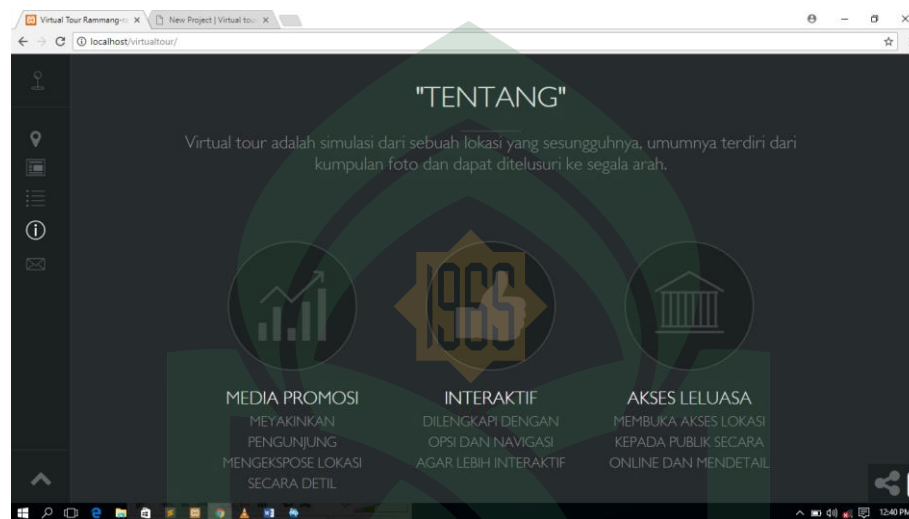 Virtual Tour Rammang-ra
New Project | Virtual tou
localhost/virtualtour/
"TENTANG"
Virtual tour adalah simulasi dari sebuah lokasi yang sesungguhnya, umumnya terdiri dari
kumpulan foto dan dapat ditelusuri ke segala arah.
1965
MEDIA PROMOSI
MEYAKINKAN
PENGUNJUNG
MENGEKSPOSE LOKASI
SECARA DETIL
INTERAKTIF
DILENGKAPI DENGAN
OPSI DAN NAVIGASI
AGAR LEBIH INTERAKTIF
AKSES LELUASA
MEMBUKA AKSES LOKASI
KEPADA PUBLIK SECARA
ONLINE DAN MENDETAIL
12:40 PM